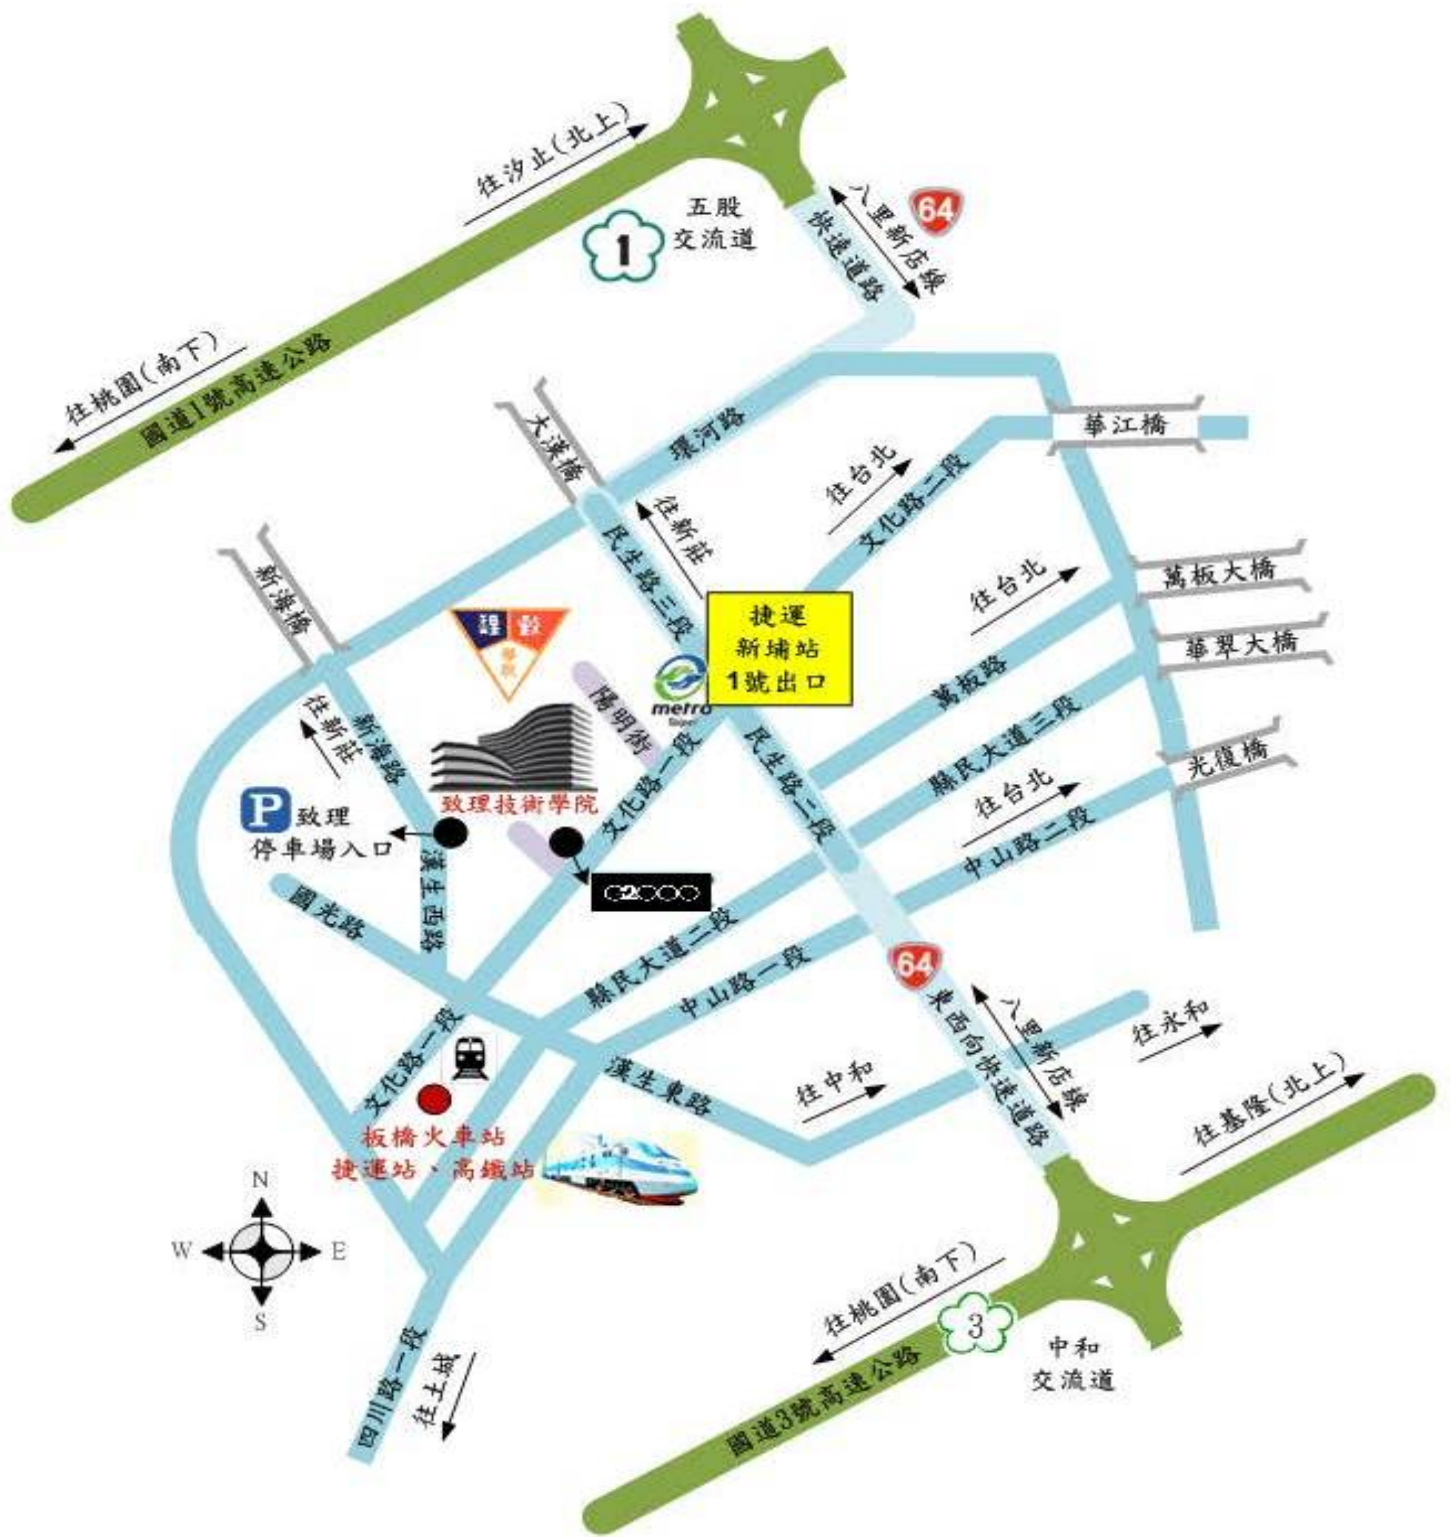 往汐止(北上)
五股
交流道
1
64
八里新店線
快速道路
往桃園(南下)
國道1號高速公路
大漢橋
環河路
華江橋
往台北
文化路二段
往新莊
民生路三段
新海橋
萬板大橋
往台北
華翠大橋
捷運
新埔站
1號出口
理 致
學院
陽明街
metro
Taipei
萬板路
縣民大道三段
光復橋
往新莊
新海路
文化路一段
民生路二段
往台北
中山路二段
致理技術學院
P
致理
停車場入口
漢生西路
國光路
縣民大道二段
中山路一段
64
東西向快速道路
八里新店線
往永和
文化路一段
漢生東路
往中和
往基隆(北上)
板橋火車站
捷運站、高鐵站
N
W
E
S
往桃園(南下)
3
中和
交流道
國道3號高速公路
四川路一段
往土城